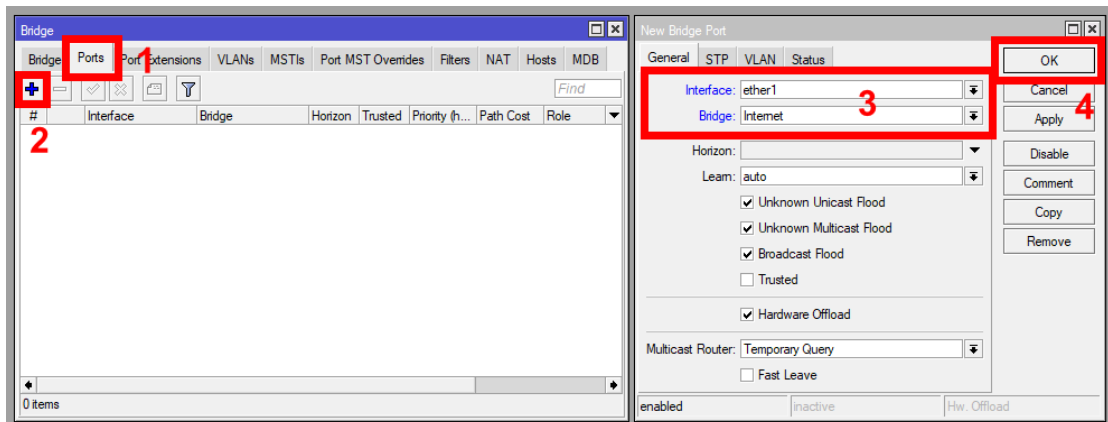 Bridge
Bridge Ports Port Extensions VLANs MSTIs Port MST Overrides Filters NAT Hosts MDB
1
Find
# Interface Bridge Horizon Trusted Priority (h... Path Cost Role
2
0 items
New Bridge Port
General STP VLAN Status
Interface: ether1
Bridge: Internet
3
Horizon:
Learn: auto
Unknown Unicast Flood
Unknown Multicast Flood
Broadcast Flood
Trusted
Hardware Offload
Multicast Router: Temporary Query
Fast Leave
enabled inactive Hw. Offload
OK
Cancel
4
Apply
Disable
Comment
Copy
Remove